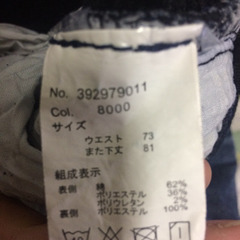 No. 392979011
Col. 8000
サイズ
ウエスト 73
また下丈 81
組成表示
表側 綿 62%
ポリエステル 36%
ポリウレタン 2%
裏側 ポリエステル 100%